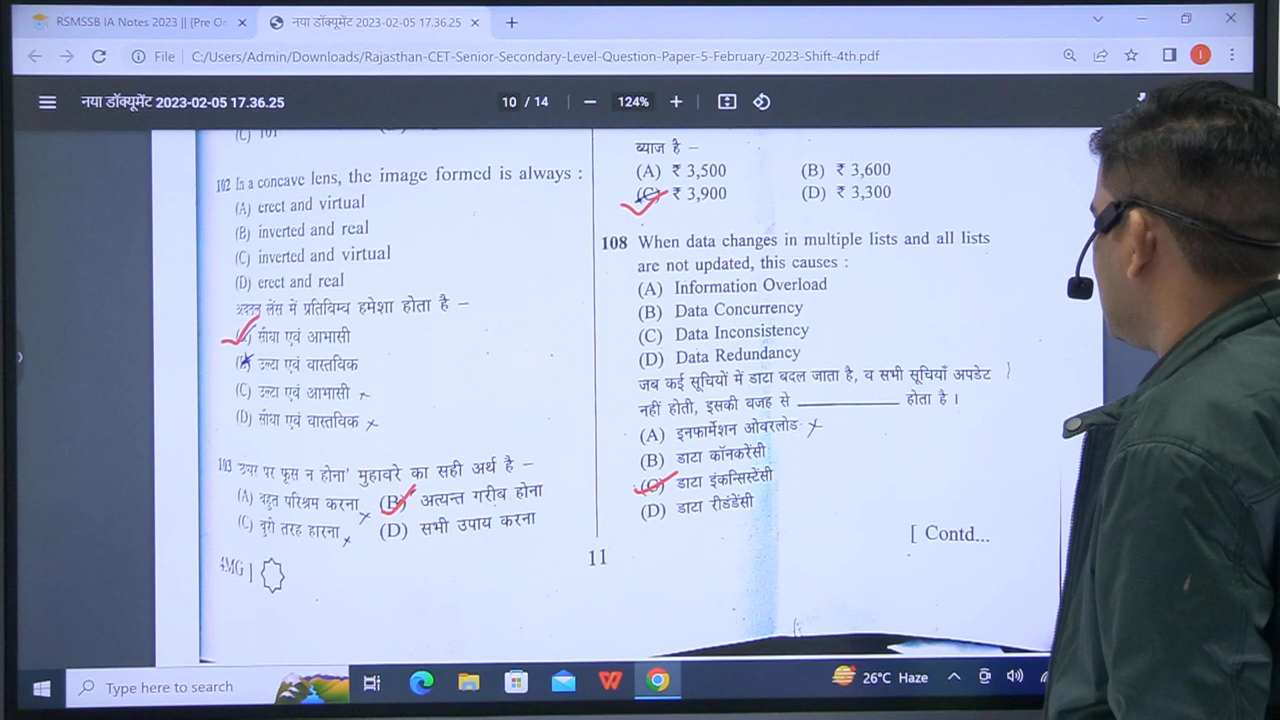 RSMSSB IA Notes 2023 || (Pre Or
नया डॉक्यूमेंट 2023-02-05 17.36.25
File | C:/Users/Admin/Downloads/Rajasthan-CET-Senior-Secondary-Level-Question-Paper-5-February-2023-Shift-4th.pdf
नया डॉक्यूमेंट 2023-02-05 17.36.25
10 / 14
124%
(C) 101
102 In a concave lens, the image formed is always :
(A) erect and virtual
(B) inverted and real
(C) inverted and virtual
(D) erect and real
अवतल लेंस में प्रतिविम्व हमेशा होता है –
सीधा एवं आभासी
उल्टा एवं वास्तविक
(C) उल्टा एवं आभासी
(D) सीधा एवं वास्तविक
103 'छप्पर पर फूस न होना' मुहावरे का सही अर्थ है –
(A) बहुत परिश्रम करना (B) अत्यन्त गरीब होना
(C) बुरी तरह हारना (D) सभी उपाय करना
4MG |
11
ब्याज है –
(A) ₹ 3,500 (B) ₹ 3,600
(C) ₹ 3,900 (D) ₹ 3,300
108 When data changes in multiple lists and all lists
are not updated, this causes :
(A) Information Overload
(B) Data Concurrency
(C) Data Inconsistency
(D) Data Redundancy
जब कई सूचियों में डाटा बदल जाता है, व सभी सूचियाँ अपडेट
नहीं होती, इसकी वजह से ____________ होता है ।
(A) इनफार्मेशन ओवरलोड
(B) डाटा कॉनकरेंसी
(C) डाटा इंकन्सिस्टेंसी
(D) डाटा रीडंडेंसी
[ Contd...
Type here to search
26°C Haze